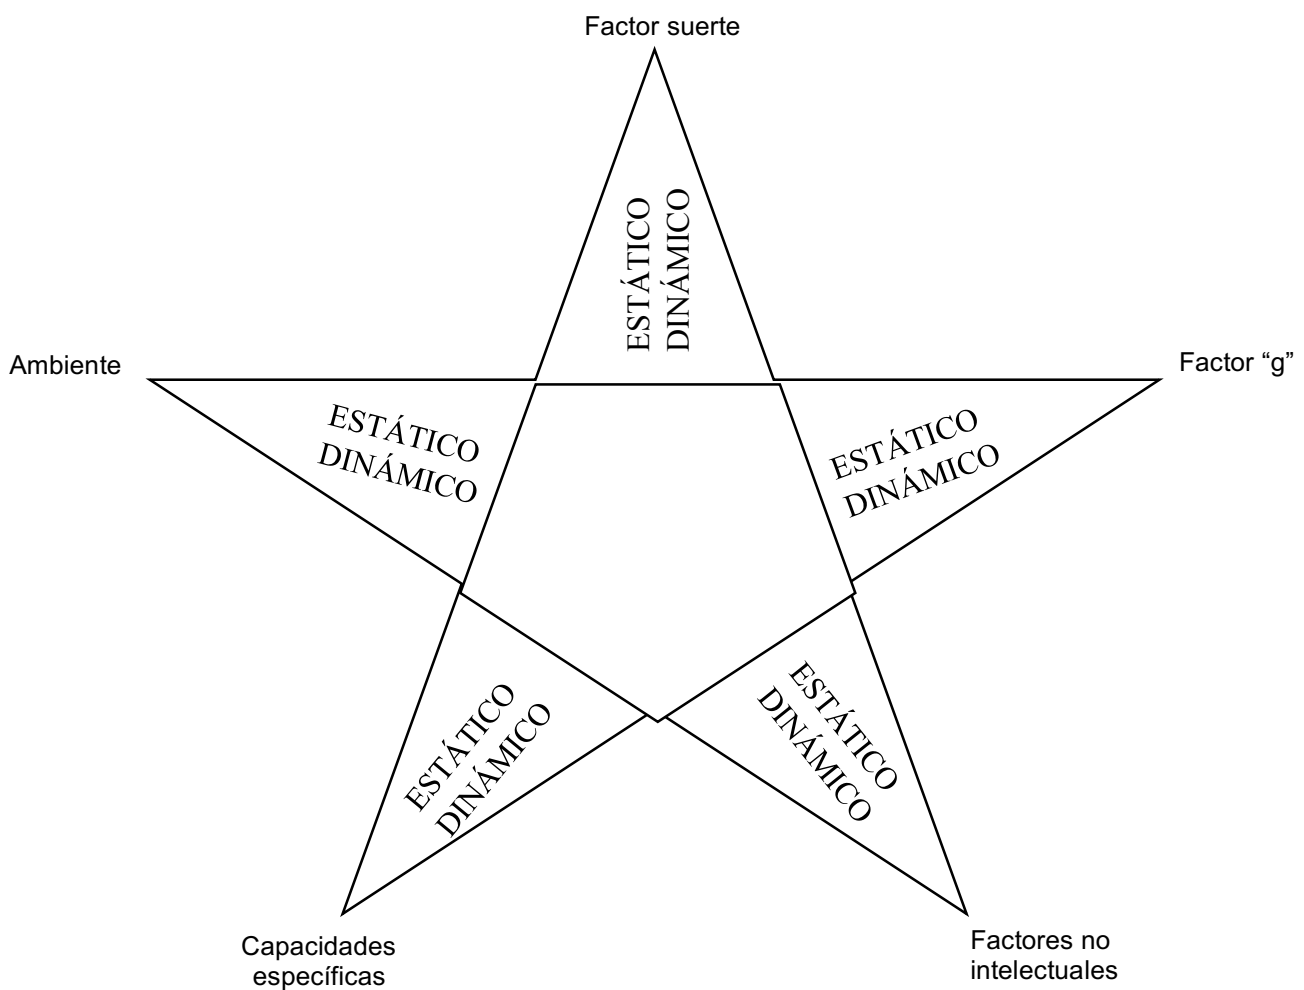 Factor suerte
ESTÁTICO
DINÁMICO
Ambiente
Factor “g”
ESTÁTICO
DINÁMICO
ESTÁTICO
DINÁMICO
ESTÁTICO
DINÁMICO
ESTÁTICO
DINÁMICO
Capacidades
específicas
Factores no
intelectuales